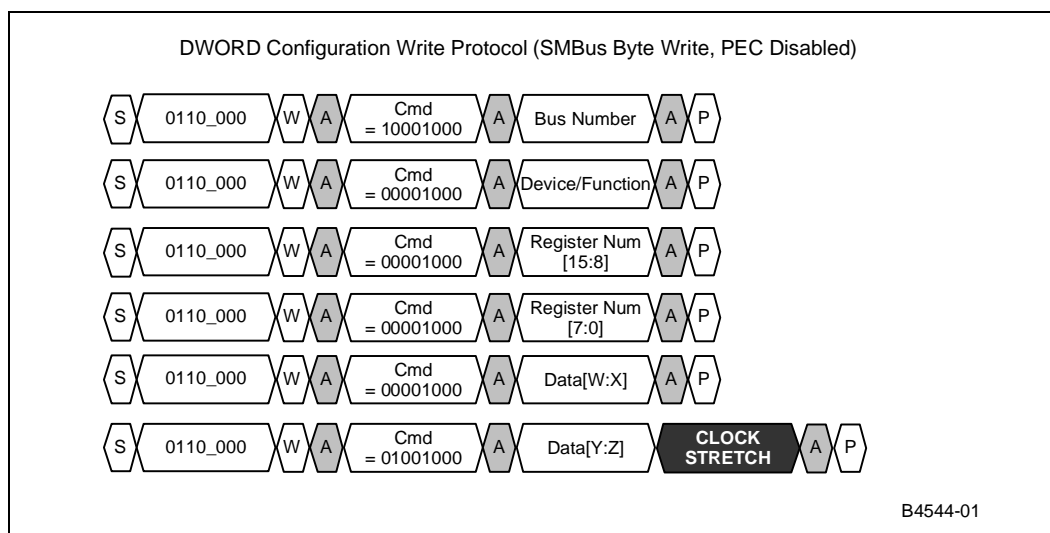 DWORD Configuration Write Protocol (SMBus Byte Write, PEC Disabled)
S 0110_000 W A Cmd = 10001000 A Bus Number A P
S 0110_000 W A Cmd = 00001000 A Device/Function A P
S 0110_000 W A Cmd = 00001000 A Register Num [15:8] A P
S 0110_000 W A Cmd = 00001000 A Register Num [7:0] A P
S 0110_000 W A Cmd = 00001000 A Data[W:X] A P
S 0110_000 W A Cmd = 01001000 A Data[Y:Z] CLOCK STRETCH A P
B4544-01